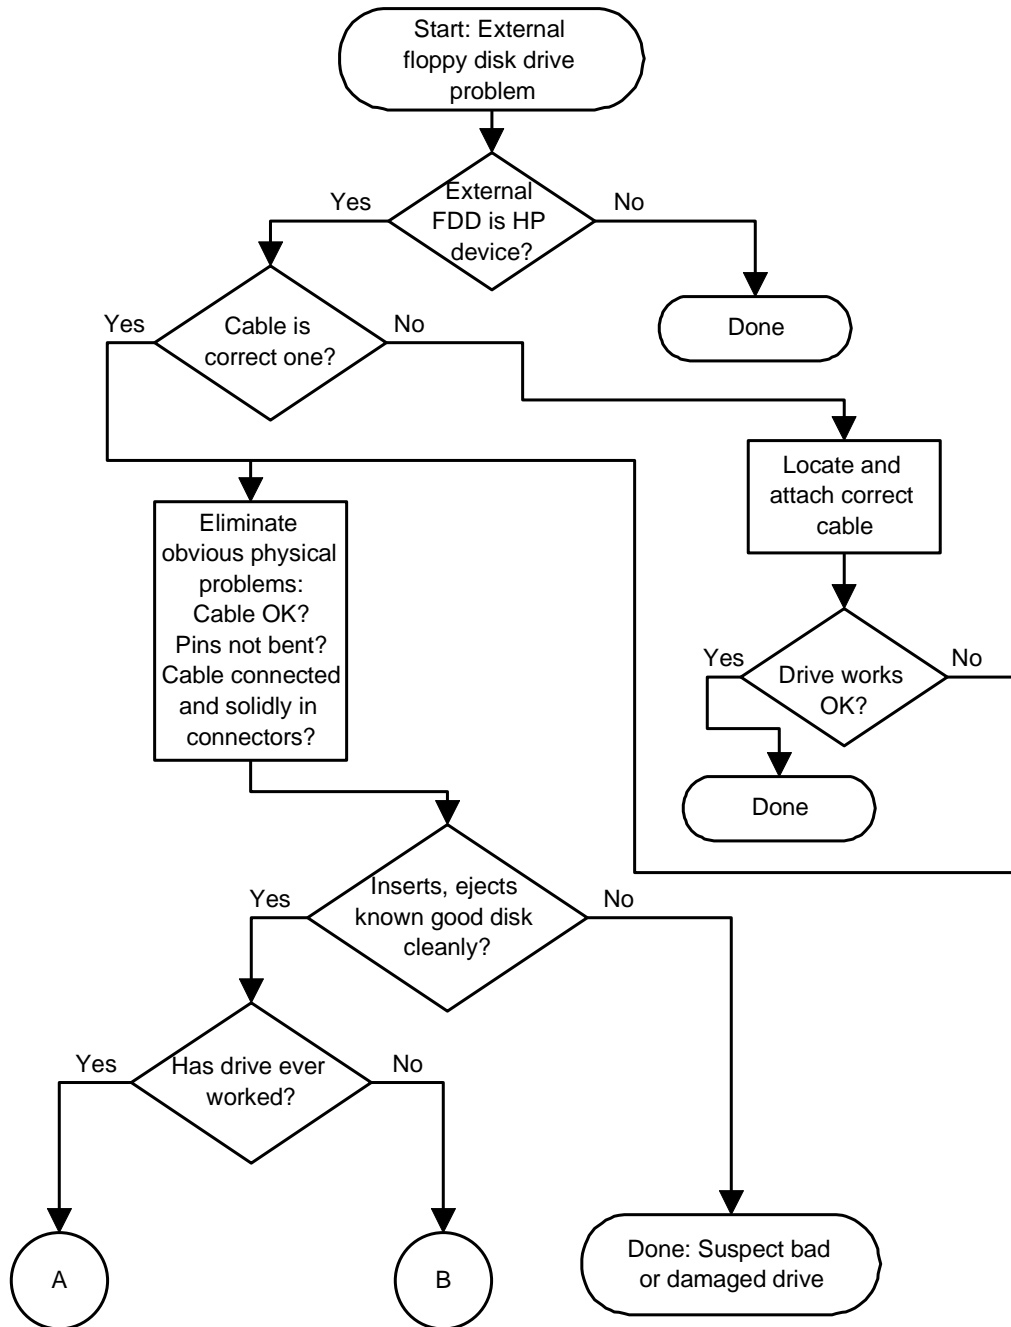 Start: External
floppy disk drive
problem
Yes
External
FDD is HP
device?
No
Done
Yes
Cable is
correct one?
No
Locate and
attach correct
cable
Eliminate
obvious physical
problems:
Cable OK?
Pins not bent?
Cable connected
and solidly in
connectors?
Yes
Drive works
OK?
No
Done
Yes
Inserts, ejects
known good disk
cleanly?
No
Yes
Has drive ever
worked?
No
Done: Suspect bad
or damaged drive
A
B